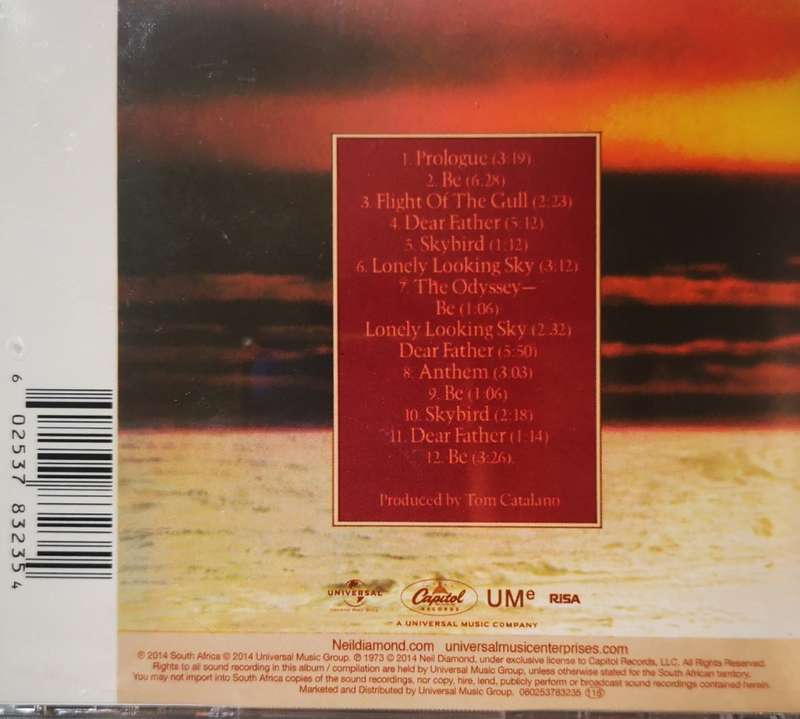 1. Prologue (3:19)
2. Be (6:28)
3. Flight Of The Gull (2:23)
4. Dear Father (5:12)
5. Skybird (1:12)
6. Lonely Looking Sky (3:12)
7. The Odyssey—
Be (1:06)
Lonely Looking Sky (2:32)
Dear Father (5:50)
8. Anthem (3:03)
9. Be (1:06)
10. Skybird (2:18)
11. Dear Father (1:14)
12. Be (3:26)
Produced by Tom Catalano
6 02537 83235 4
UNIVERSAL
Capitol
RECORDS
UMe
RiSA
A UNIVERSAL MUSIC COMPANY
Neildiamond.com universalmusicenterprises.com
℗ 2014 South Africa © 2014 Universal Music Group. ℗ 1973 © 2014 Neil Diamond, under exclusive license to Capitol Records, LLC. All Rights Reserved.
Rights to all sound recording in this album / compilation are held by Universal Music Group, unless otherwise stated for the South African territory.
You may not import into South Africa copies of the sound recordings, nor copy, hire, lend, publicly perform or broadcast sound recordings contained herein.
Marketed and Distributed by Universal Music Group. 060253783235